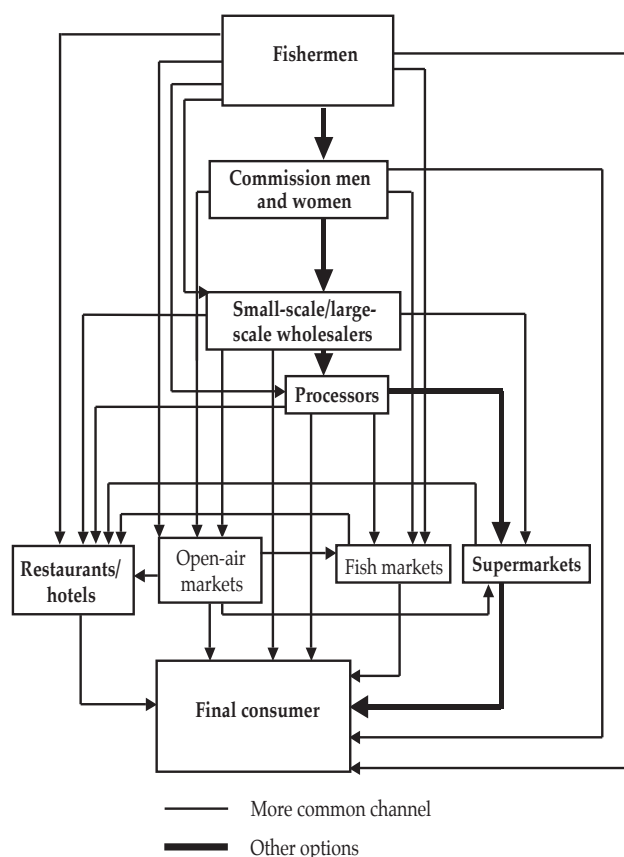 Fishermen
Commission men
and women
Small-scale/large-
scale wholesalers
Processors
Restaurants/
hotels
Open-air
markets
Fish markets
Supermarkets
Final consumer
More common channel
Other options